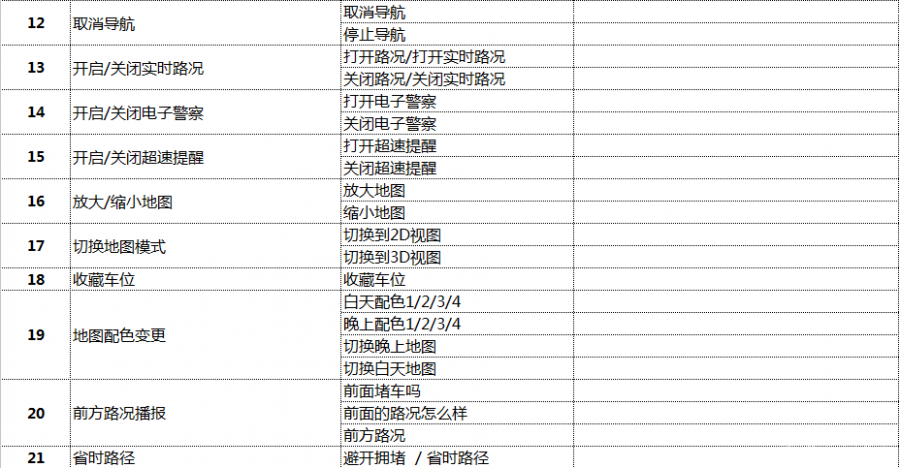 12 取消导航 取消导航
停止导航
13 开启/关闭实时路况 打开路况/打开实时路况
关闭路况/关闭实时路况
14 开启/关闭电子警察 打开电子警察
关闭电子警察
15 开启/关闭超速提醒 打开超速提醒
关闭超速提醒
16 放大/缩小地图 放大地图
缩小地图
17 切换地图模式 切换到2D视图
切换到3D视图
18 收藏车位 收藏车位
19 地图配色变更 白天配色1/2/3/4
晚上配色1/2/3/4
切换晚上地图
切换白天地图
20 前方路况播报 前面堵车吗
前面的路况怎么样
前方路况
21 省时路径 避开拥堵 / 省时路径